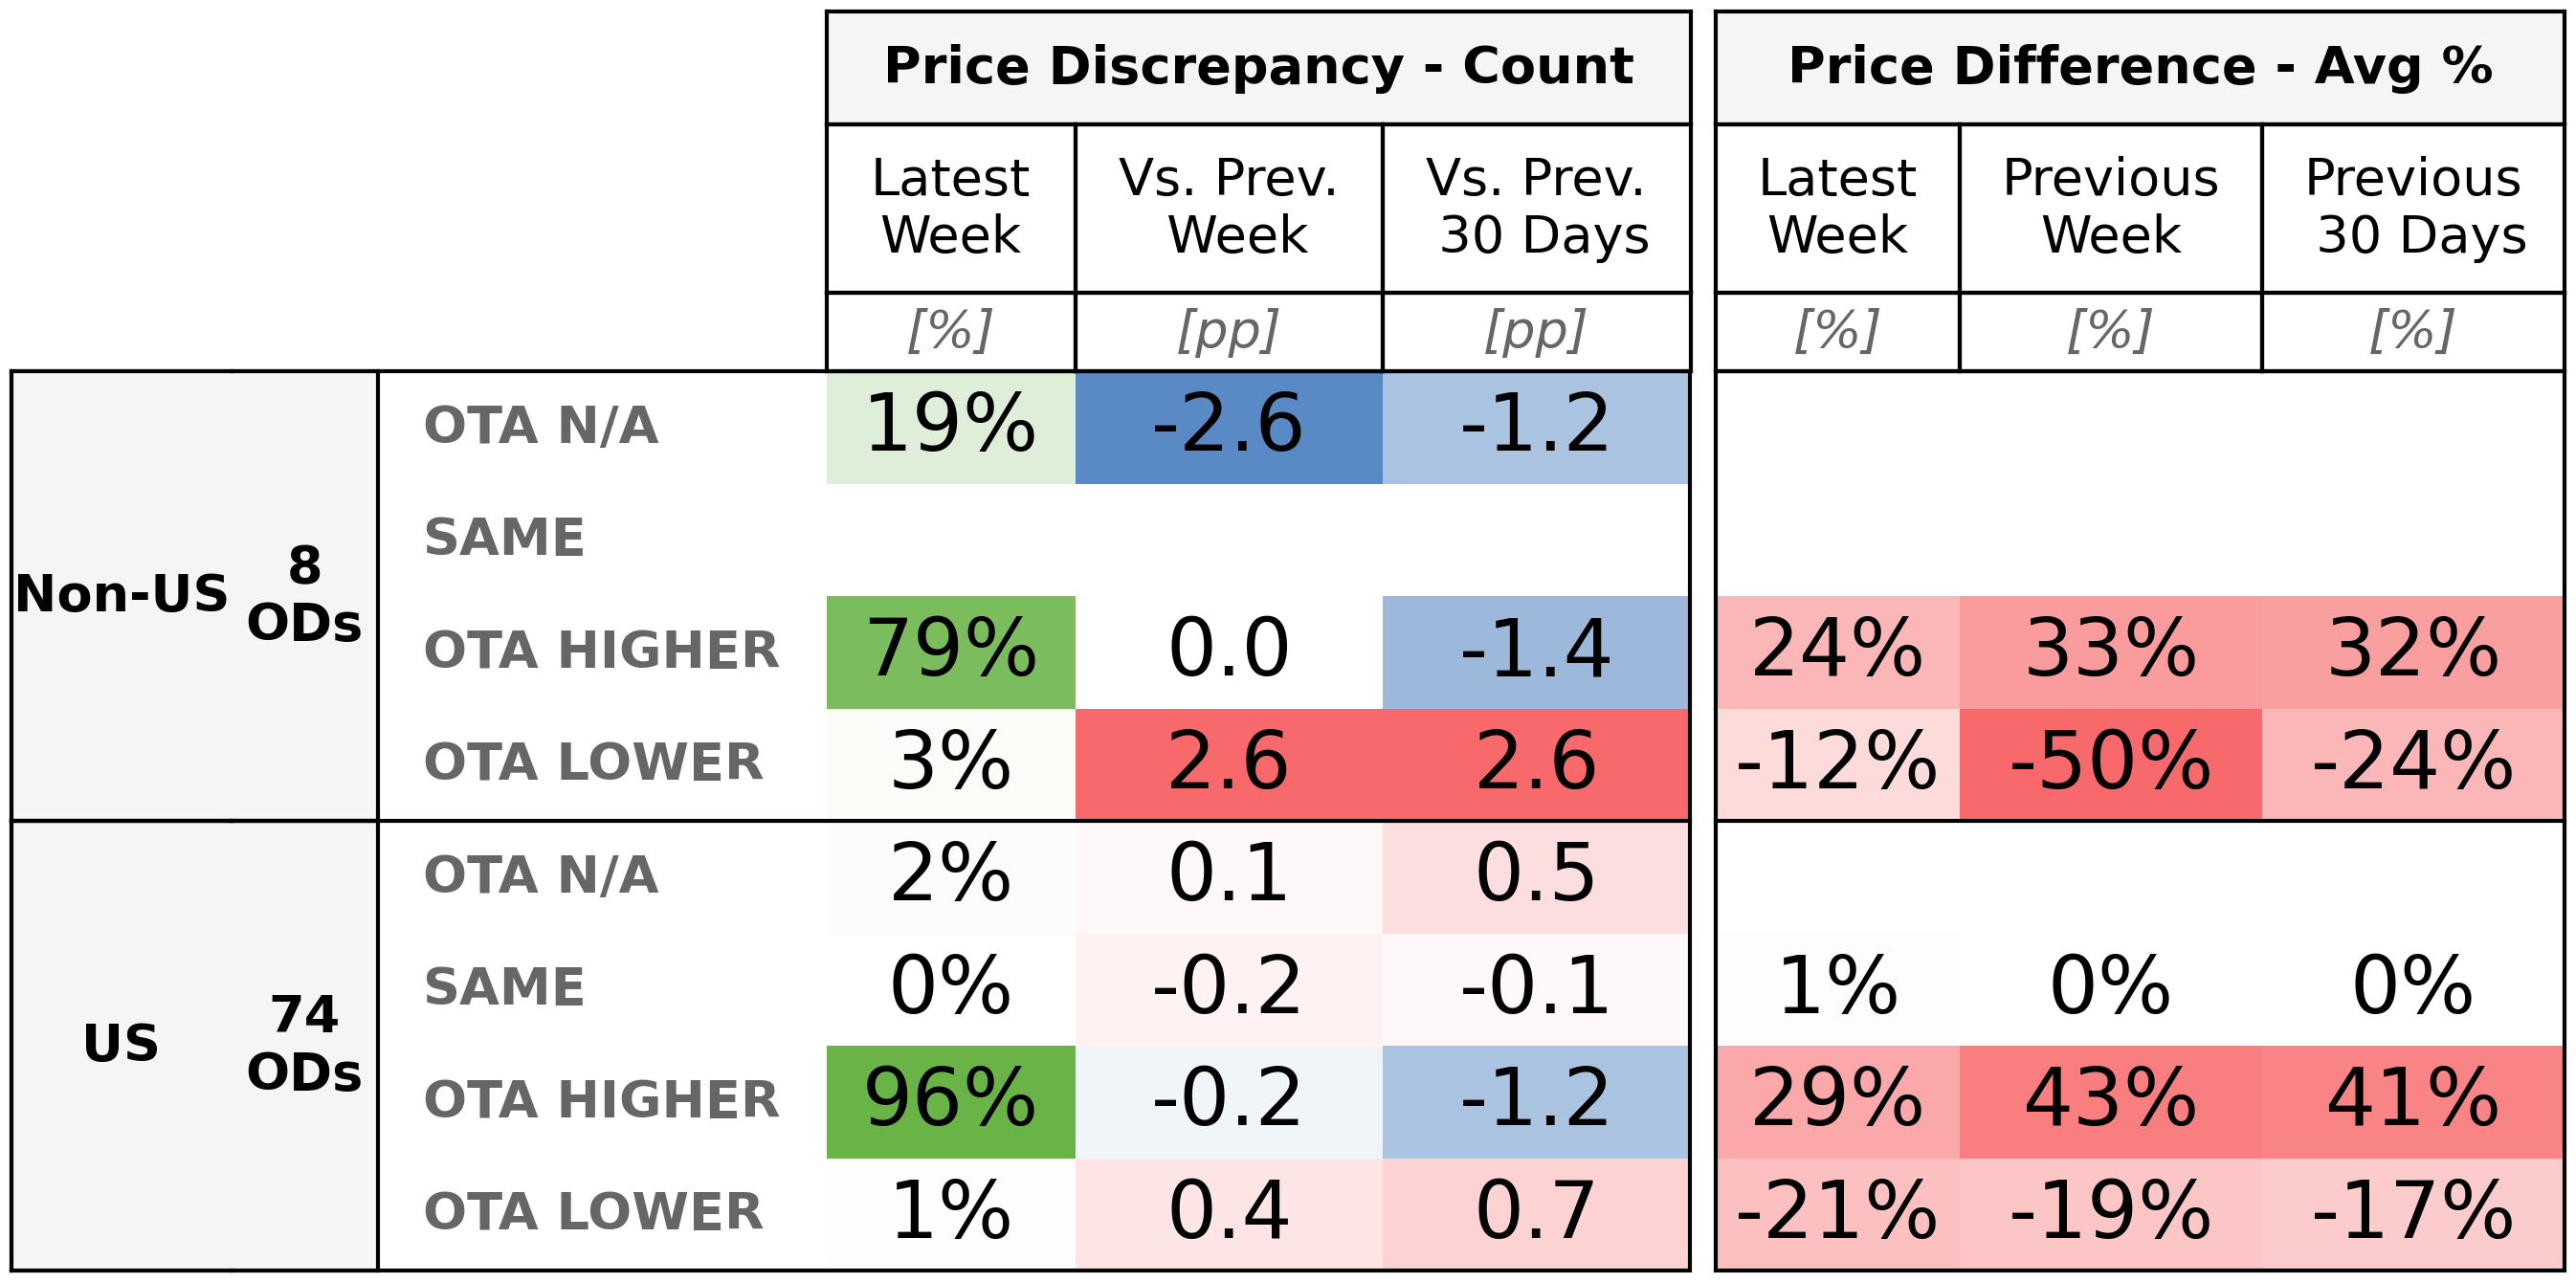 Price Discrepancy - Count Price Difference - Avg %
Latest Week Vs. Prev. Week Vs. Prev. 30 Days Latest Week Previous Week Previous 30 Days
[%] [pp] [pp] [%] [%] [%]
Non-US 8 ODs
OTA N/A 19% -2.6 -1.2
SAME
OTA HIGHER 79% 0.0 -1.4 24% 33% 32%
OTA LOWER 3% 2.6 2.6 -12% -50% -24%
US 74 ODs
OTA N/A 2% 0.1 0.5
SAME 0% -0.2 -0.1 1% 0% 0%
OTA HIGHER 96% -0.2 -1.2 29% 43% 41%
OTA LOWER 1% 0.4 0.7 -21% -19% -17%